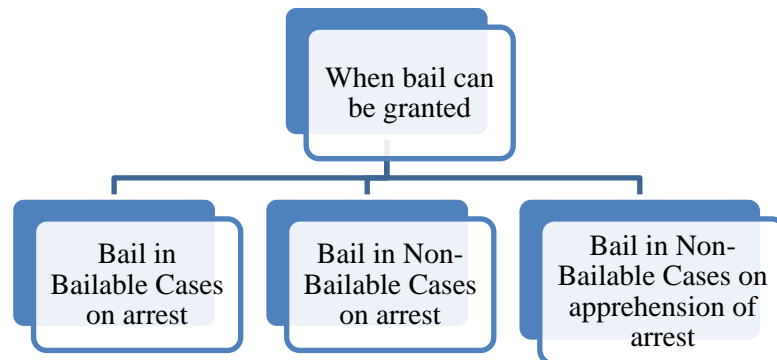 When bail can
be granted
Bail in
Bailable Cases
on arrest
Bail in Non-
Bailable Cases
on arrest
Bail in Non-
Bailable Cases on
apprehension of
arrest